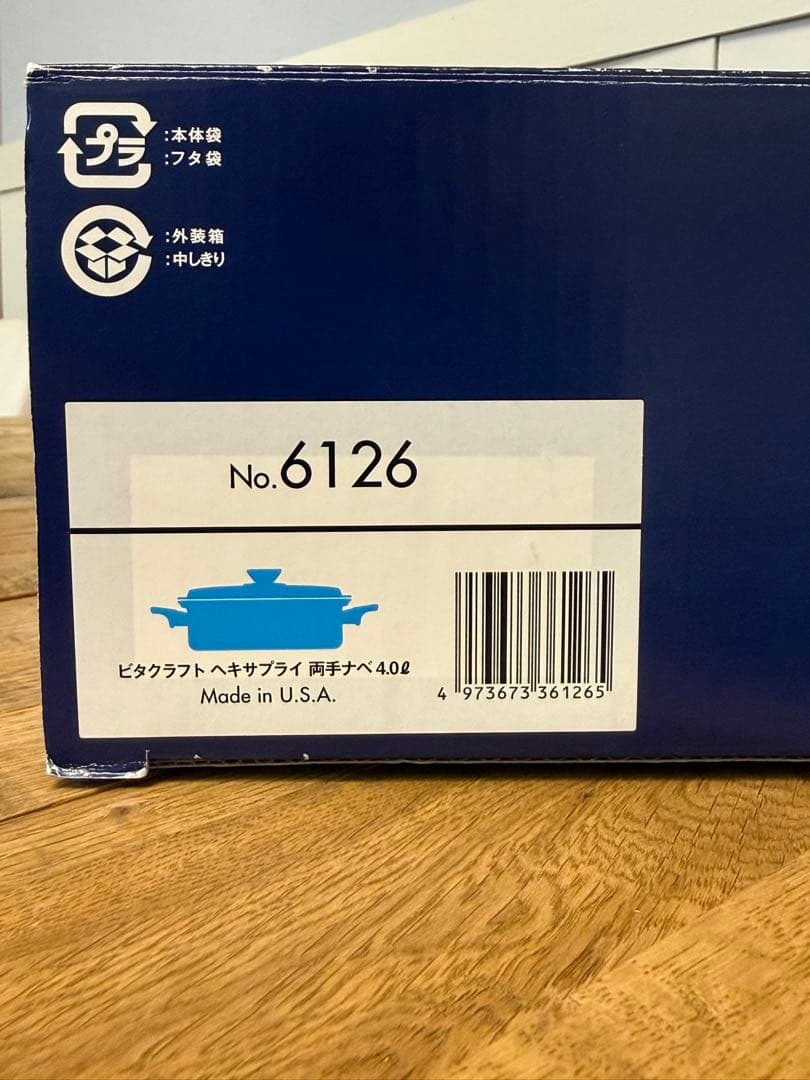 プラ
:本体袋
:フタ袋
:外装箱
:中しきり
No.6126
ビタクラフト ヘキサプライ 両手ナベ 4.0ℓ
Made in U.S.A.
4 973673 361265